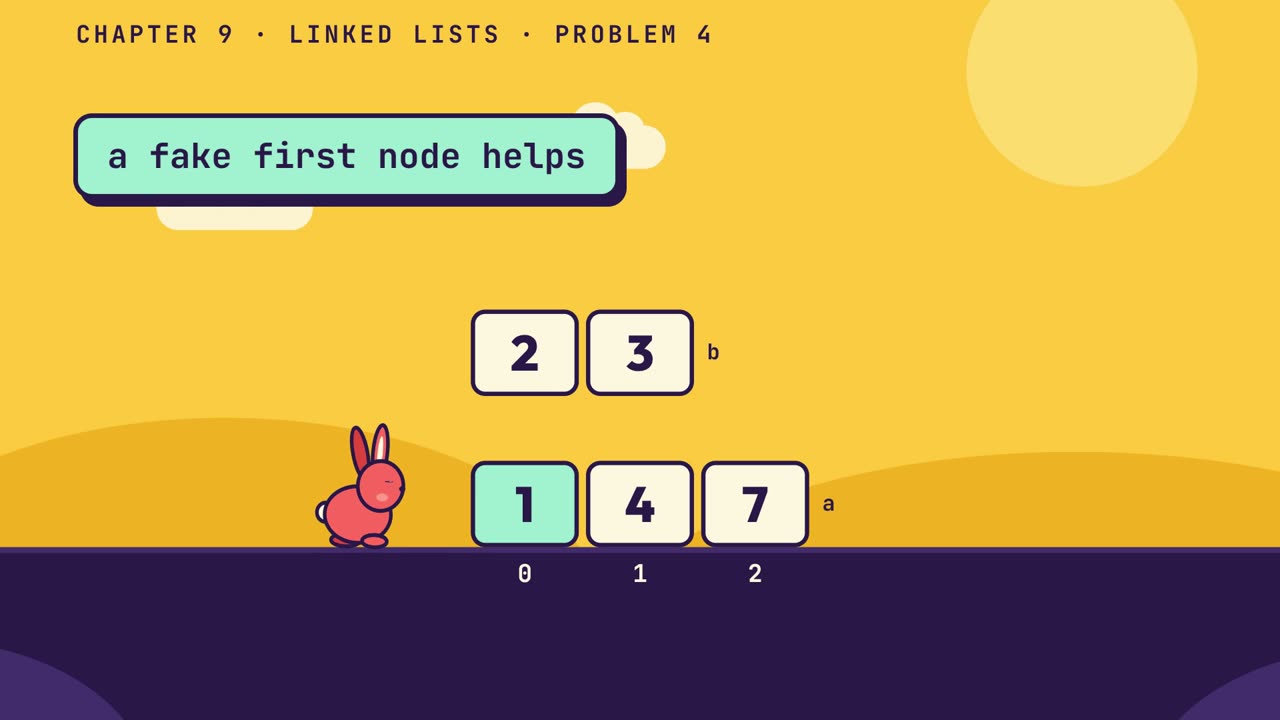 CHAPTER 9 · LINKED LISTS · PROBLEM 4
a fake first node helps
2 3 b
1 4 7 a
0 1 2